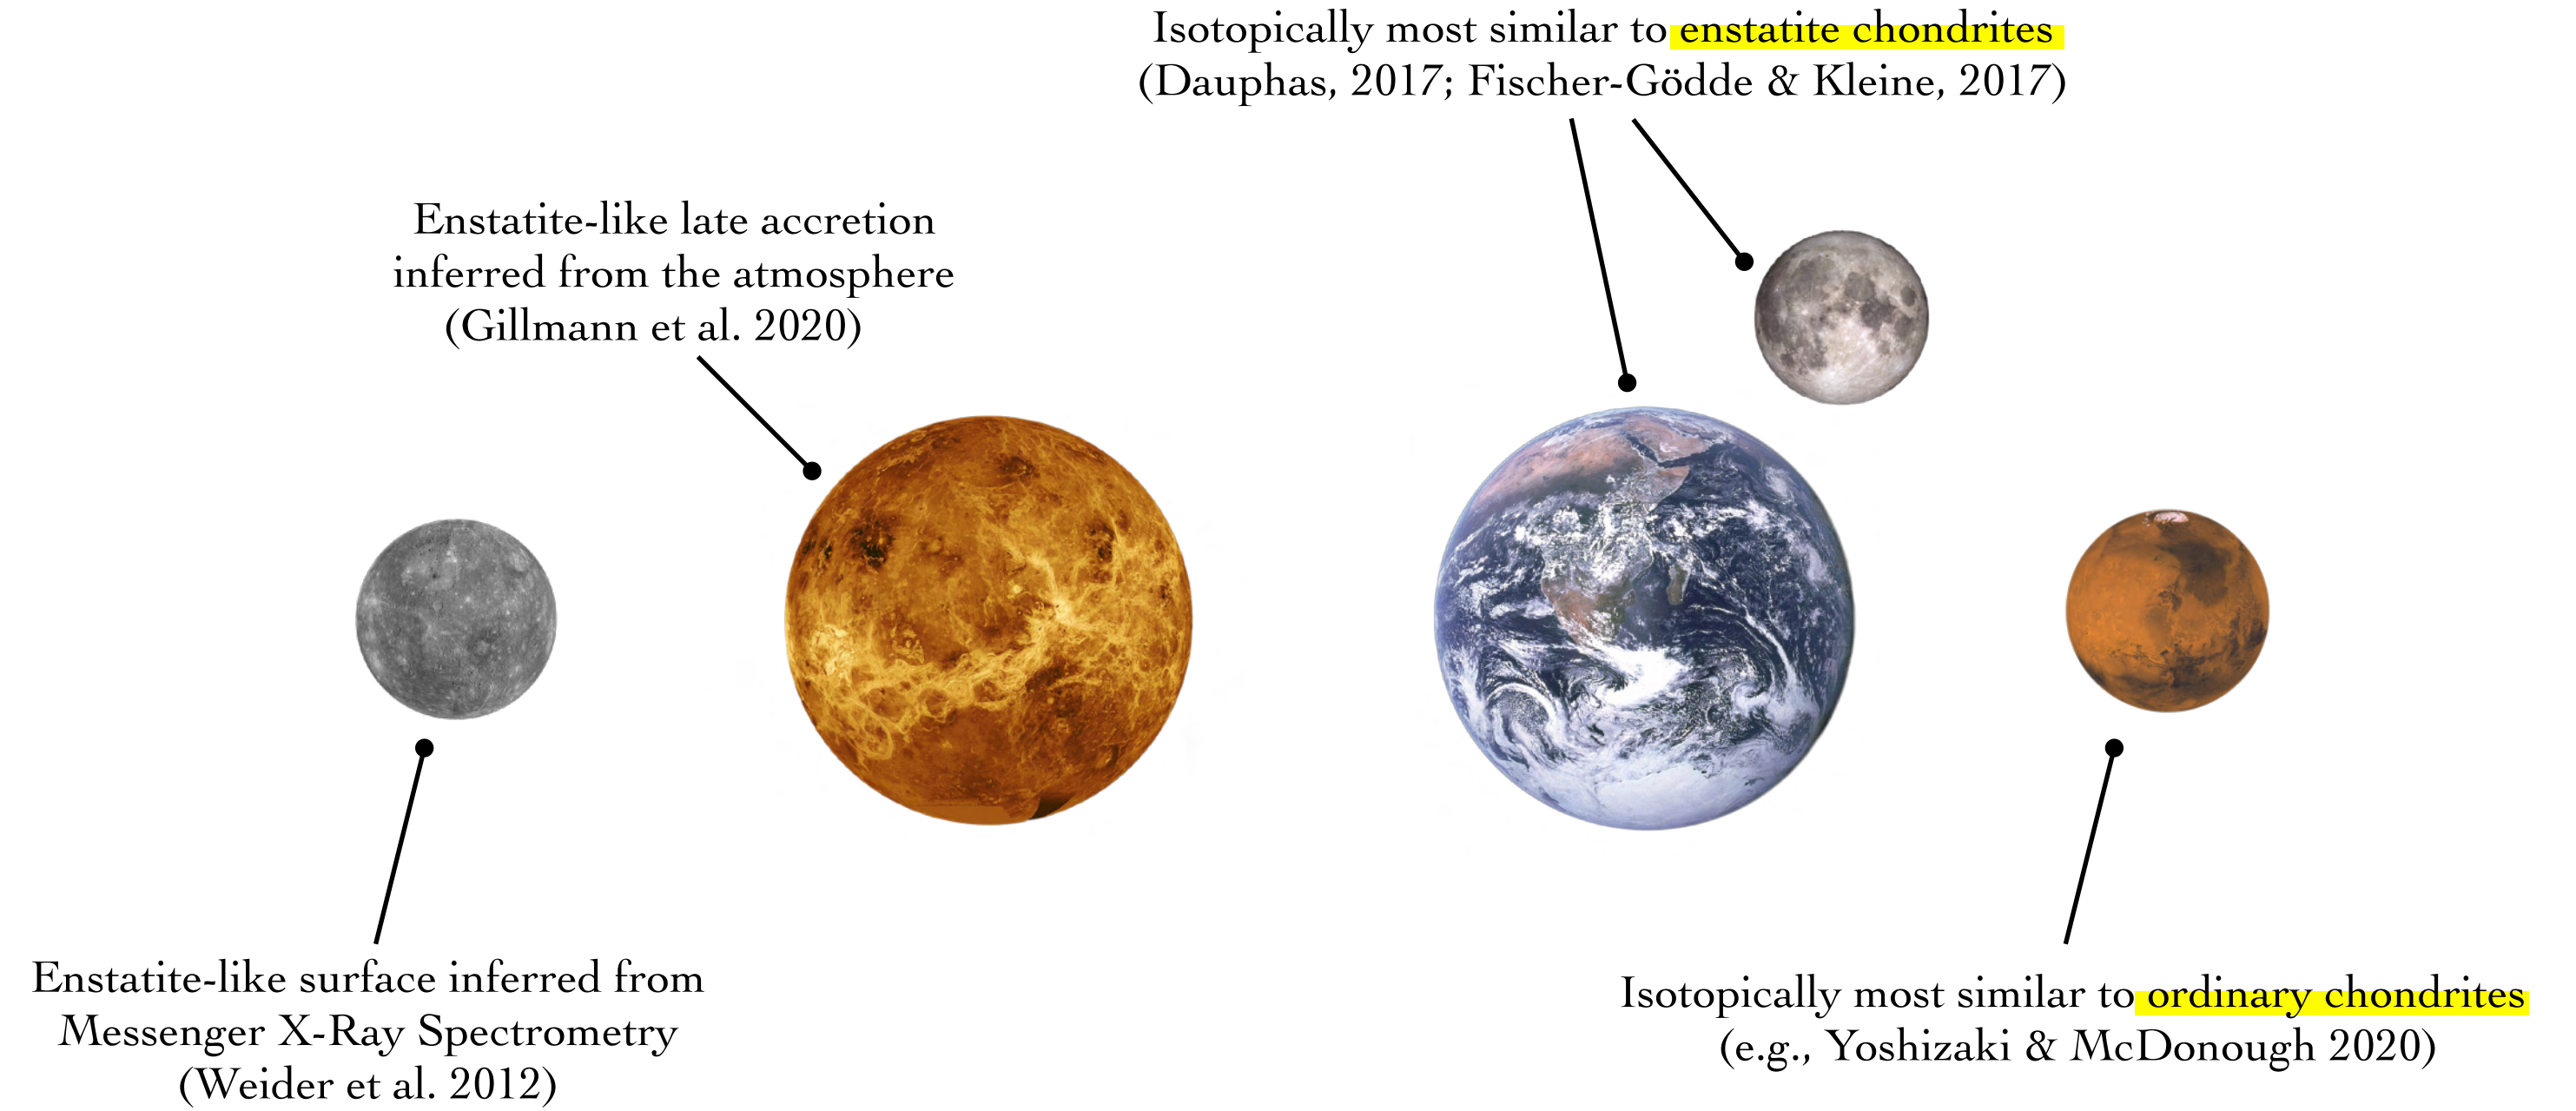 Isotopically most similar to enstatite chondrites
(Dauphas, 2017; Fischer-Gödde & Kleine, 2017)
Enstatite-like late accretion
inferred from the atmosphere
(Gillmann et al. 2020)
Enstatite-like surface inferred from
Messenger X-Ray Spectrometry
(Weider et al. 2012)
Isotopically most similar to ordinary chondrites
(e.g., Yoshizaki & McDonough 2020)